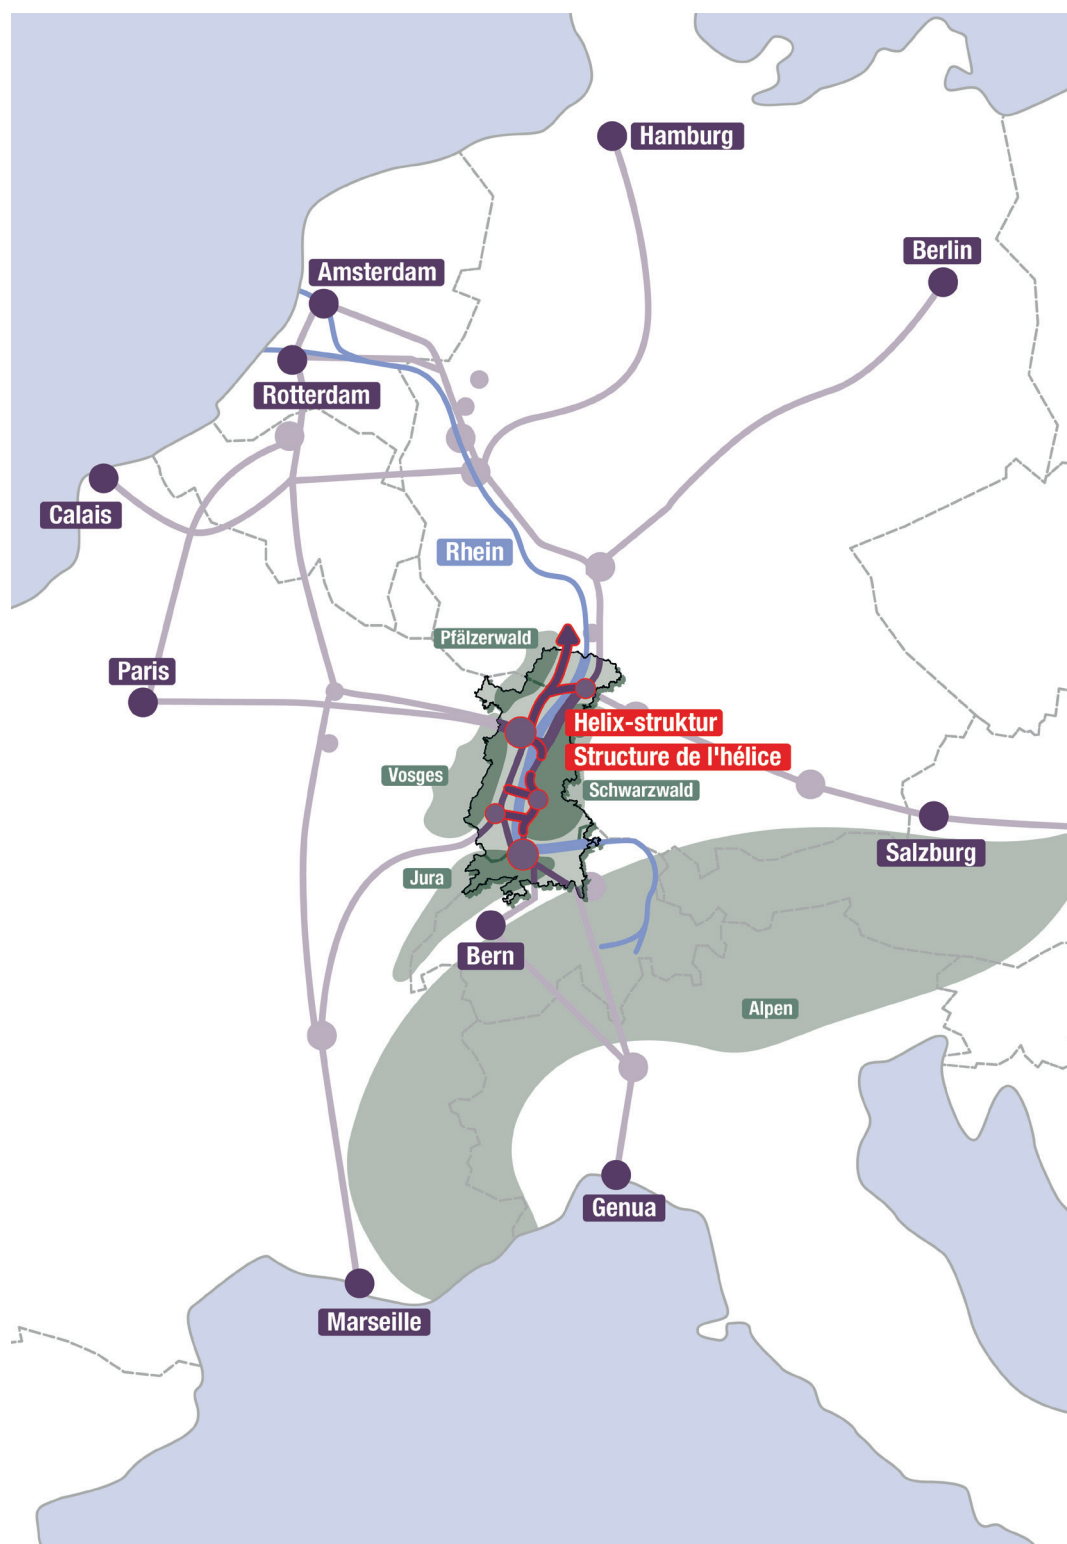 Hamburg
Berlin
Amsterdam
Rotterdam
Calais
Rhein
Pfälzerwald
Paris
Helix-struktur
Structure de l'hélice
Vosges
Schwarzwald
Salzburg
Jura
Bern
Alpen
Genua
Marseille